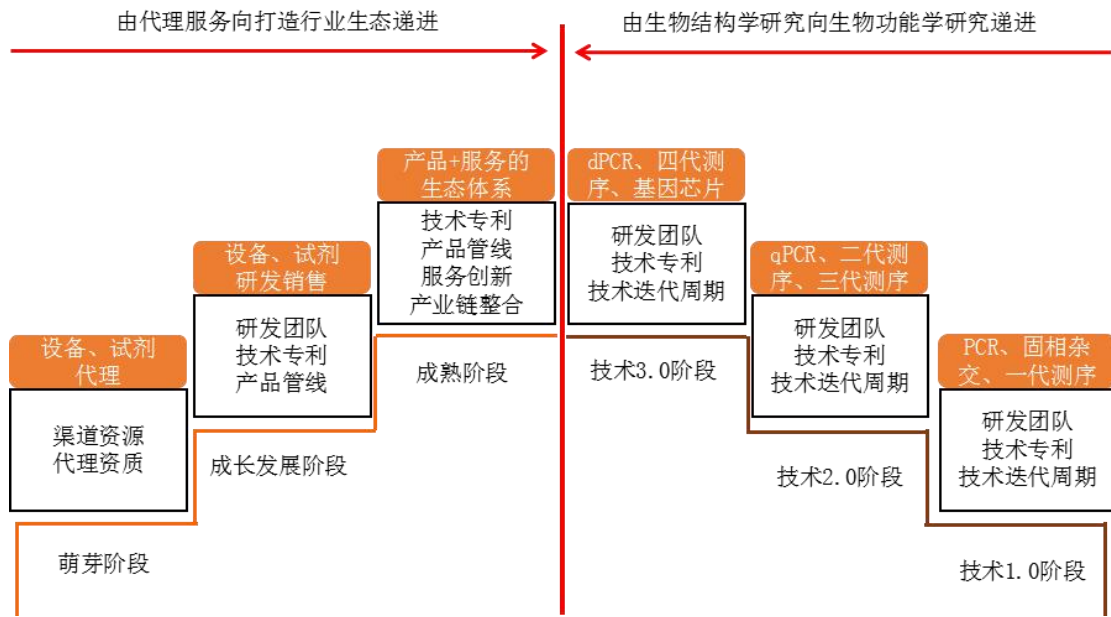 由代理服务向打造行业生态递进
由生物结构学研究向生物功能学研究递进
产品+服务的
生态体系
技术专利
产品管线
服务创新
产业链整合
成熟阶段
设备、试剂
研发销售
研发团队
技术专利
产品管线
成长发展阶段
设备、试剂
代理
渠道资源
代理资质
萌芽阶段
dPCR、四代测
序、基因芯片
研发团队
技术专利
技术迭代周期
技术3.0阶段
qPCR、二代测
序、三代测序
研发团队
技术专利
技术迭代周期
技术2.0阶段
PCR、固相杂
交、一代测序
研发团队
技术专利
技术迭代周期
技术1.0阶段